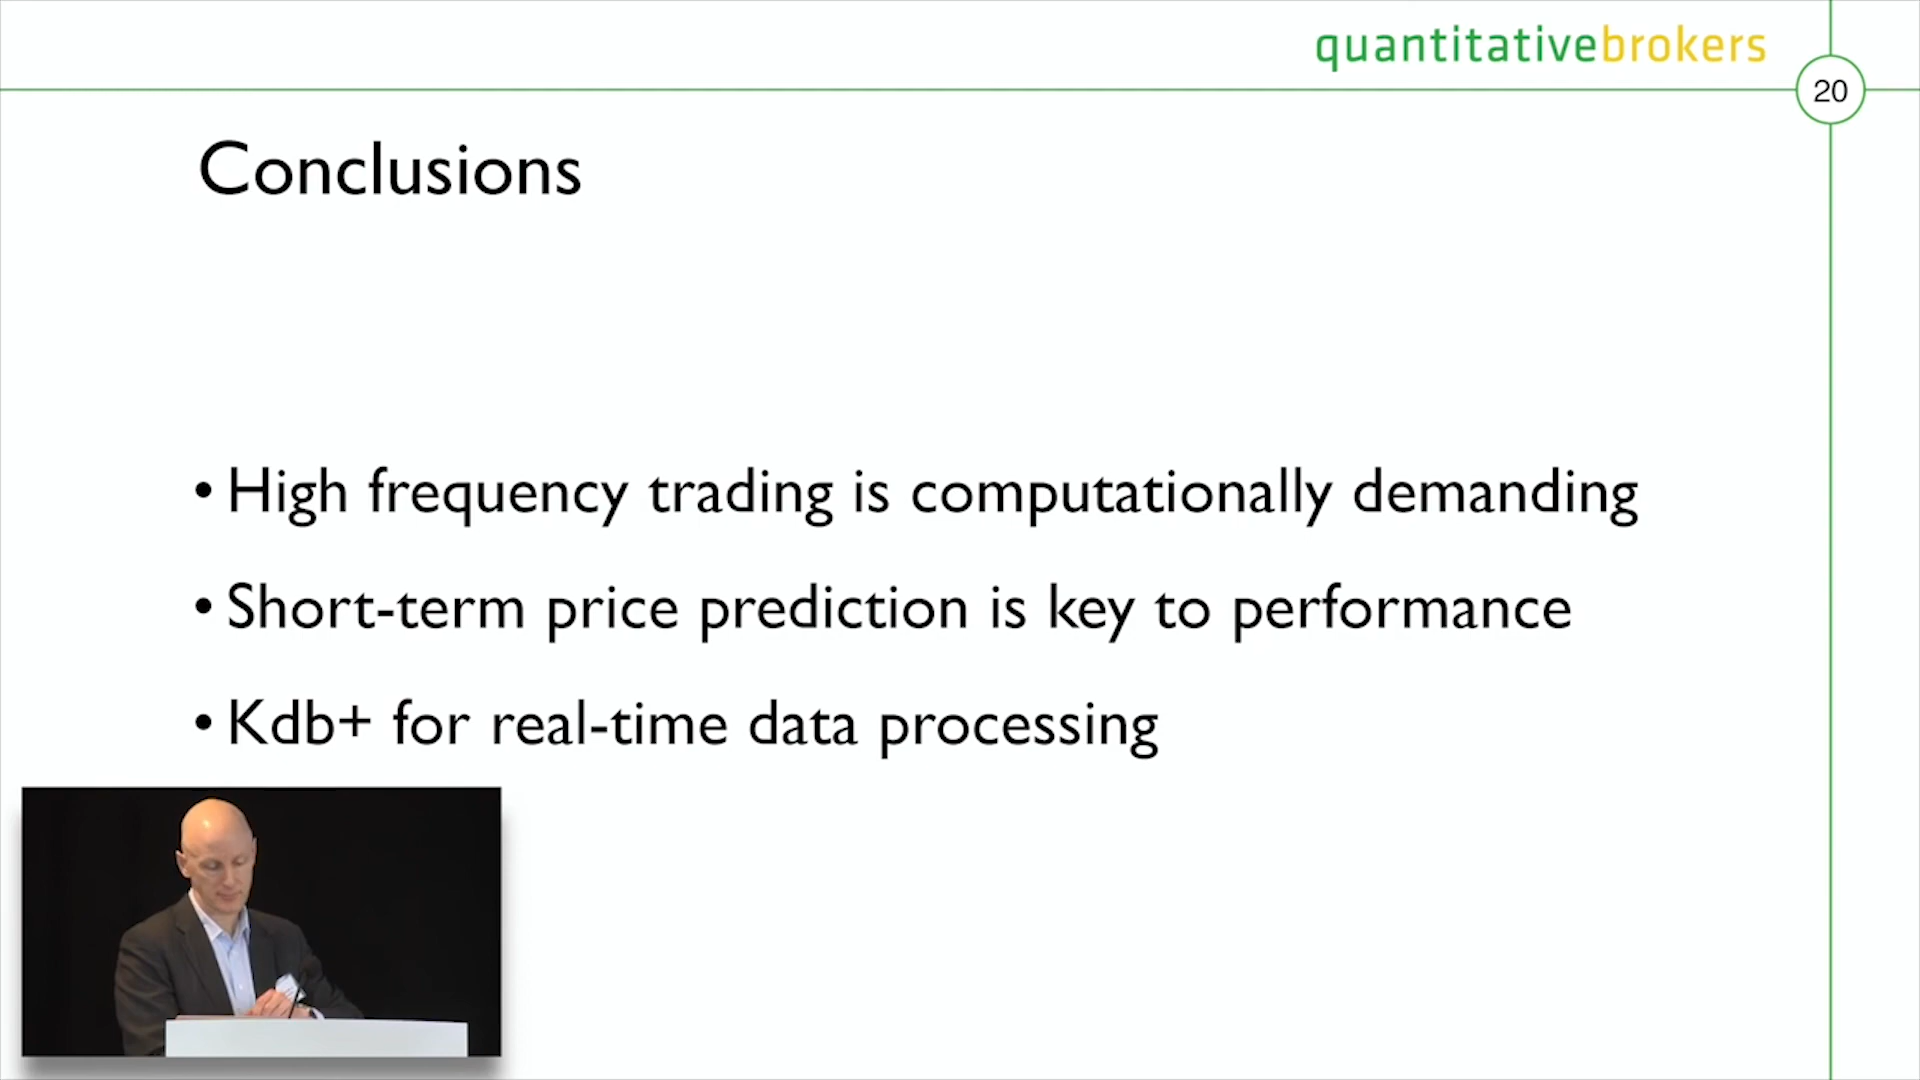 quantitativebrokers
20
Conclusions
• High frequency trading is computationally demanding
• Short-term price prediction is key to performance
• Kdb+ for real-time data processing